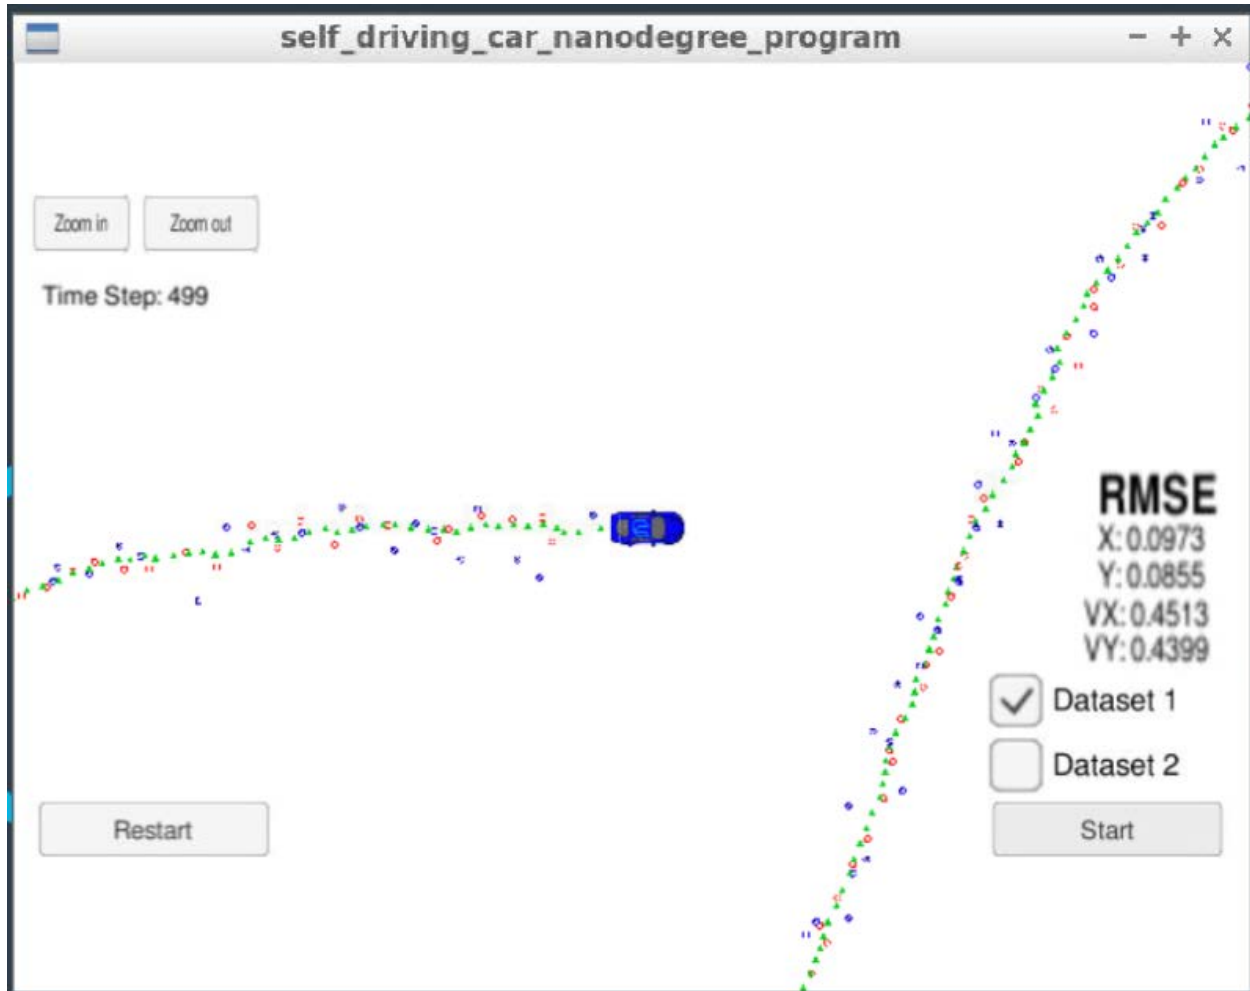 self_driving_car_nanodegree_program
Zoom in
Zoom out
Time Step: 499
RMSE
X: 0.0973
Y: 0.0855
VX: 0.4513
VY: 0.4399
Dataset 1
Dataset 2
Restart
Start